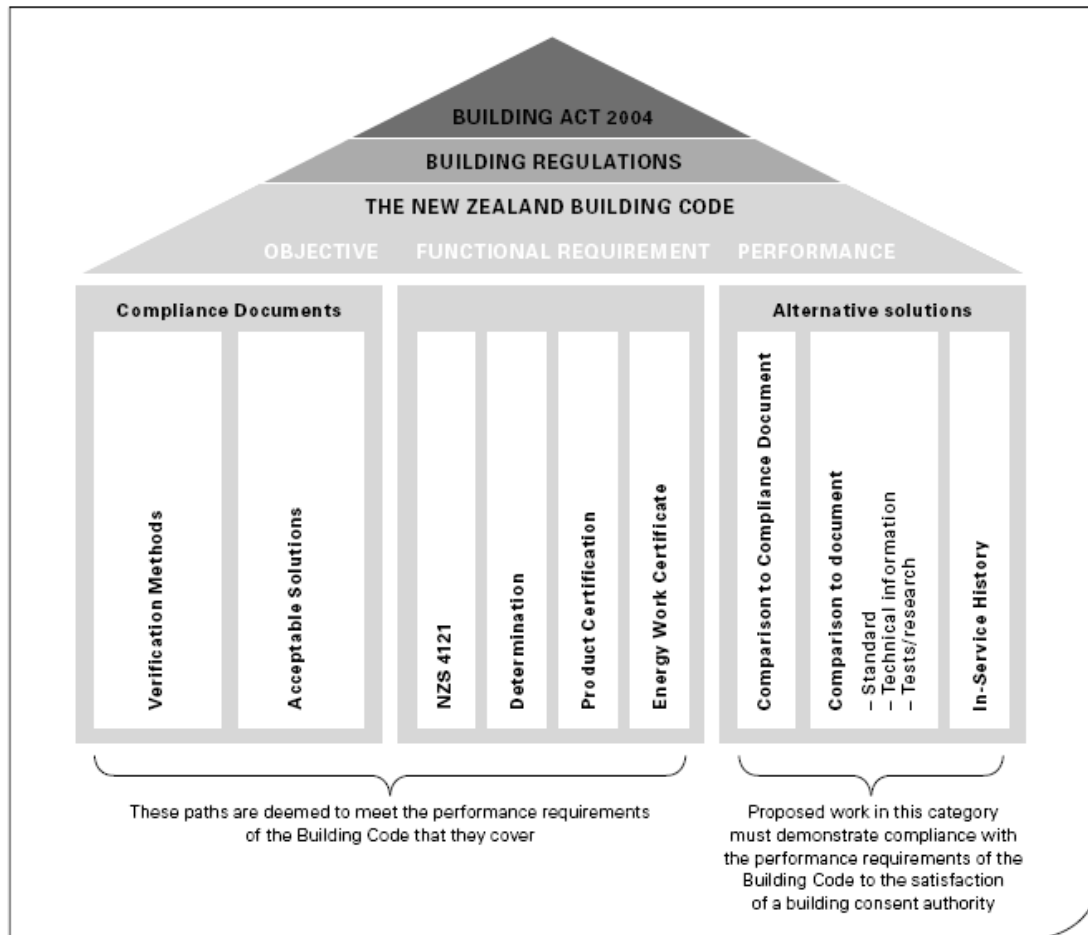 BUILDING ACT 2004
BUILDING REGULATIONS
THE NEW ZEALAND BUILDING CODE
OBJECTIVE FUNCTIONAL REQUIREMENT PERFORMANCE
Compliance Documents
Verification Methods
Acceptable Solutions
NZS 4121
Determination
Product Certification
Energy Work Certificate
Alternative solutions
Comparison to Compliance Document
Comparison to document
– Standard
– Technical information
– Tests/research
In-Service History
These paths are deemed to meet the performance requirements
of the Building Code that they cover
Proposed work in this category
must demonstrate compliance with
the performance requirements of the
Building Code to the satisfaction
of a building consent authority